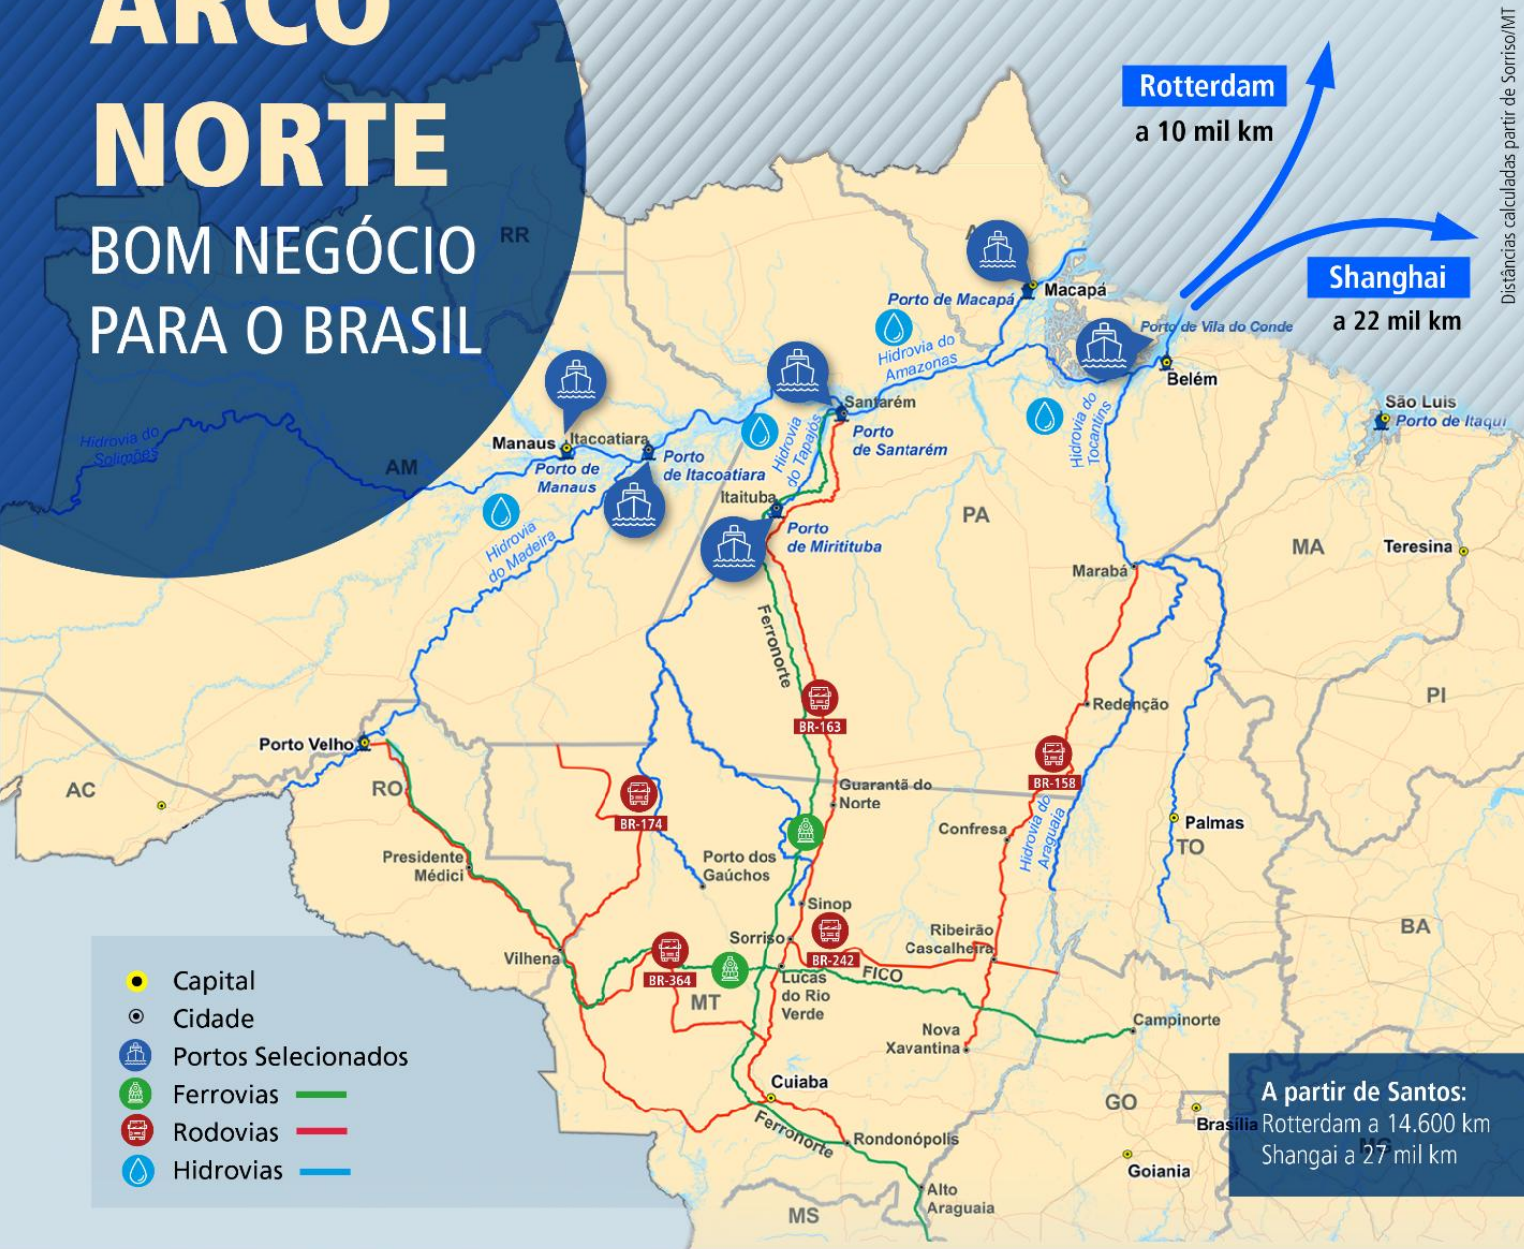 ARCO
NORTE
BOM NEGÓCIO
PARA O BRASIL
Rotterdam
a 10 mil km
Shanghai
a 22 mil km
Distâncias calculadas partir de Sorriso/MT
RR
Porto de Macapá
Macapá
Porto de Vila do Conde
Belém
Hidrovia do
Amazonas
Santarém
Porto
de Santarém
São Luis
Porto de Itaqui
Hidrovia do
Tocantins
Hidrovia
do Tapajós
Manaus
Itacoatiara
Porto de
Manaus
Porto
de Itacoatiara
Hidrovia do
Solimões
AM
Itaituba
Porto
de Miritituba
Hidrovia
do Madeira
PA
MA
Teresina
Marabá
Ferronorte
BR-163
Redenção
PI
Porto Velho
BR-158
AC
RO
BR-174
Guarantã do
Norte
Confresa
Hidrovia do
Araguaia
Palmas
TO
Presidente
Médici
Porto dos
Gaúchos
Sinop
Sorriso
BR-242
Ribeirão
Cascalheira
BA
Vilhena
BR-364
FICO
MT
Lucas
do Rio
Verde
Nova
Xavantina
Campinorte
Cuiaba
Ferronorte
Rondonópolis
GO
Brasília
Goiania
Alto
Araguaia
MS
MG
Capital
Cidade
Portos Selecionados
Ferrovias
Rodovias
Hidrovias
A partir de Santos:
Rotterdam a 14.600 km
Shangai a 27 mil km